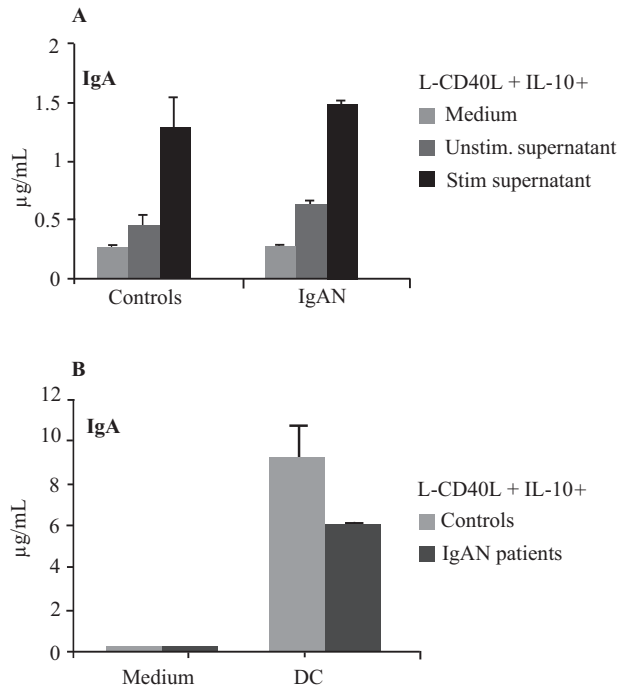 A
2
IgA
L-CD40L + IL-10+
1.5
Medium
Unstim. supernatant
1
Stim supernatant
µg/mL
0.5
0
Controls IgAN
B
12
IgA
10
L-CD40L + IL-10+
8
Controls
µg/mL
6
IgAN patients
4
2
0
Medium DC